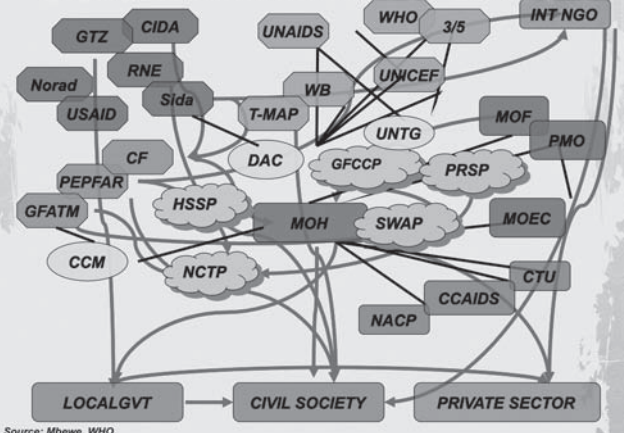 WHO
INT NGO
CIDA
3/5
GTZ
UNAIDS
RNE
UNICEF
Norad
WB
Sida
USAID
T-MAP
MOF
UNTG
PMO
CF
DAC
GFCCP
PRSP
PEPFAR
HSSP
GFATM
MOH
SWAP
MOEC
CCM
NCTP
CTU
CCAIDS
NACP
LOCALGVT
CIVIL SOCIETY
PRIVATE SECTOR
Source: Mbewe, WHO